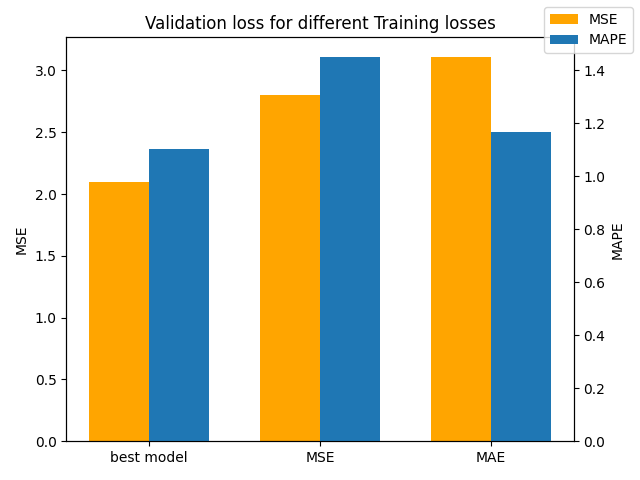 Validation loss for different Training losses
MSE
MAPE
3.0
2.5
2.0
1.5
1.0
0.5
0.0
MSE
1.4
1.2
1.0
0.8
0.6
0.4
0.2
0.0
MAPE
best model
MSE
MAE